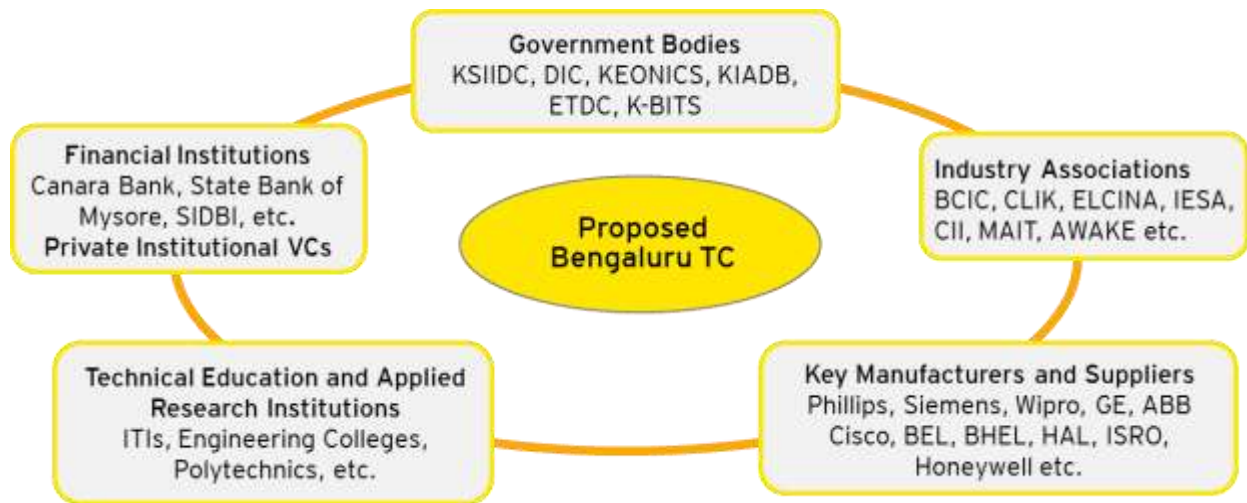 Government Bodies
KSIIDC, DIC, KEONICS, KIADB,
ETDC, K-BITS
Financial Institutions
Canara Bank, State Bank of
Mysore, SIDBI, etc.
Private Institutional VCs
Industry Associations
BCIC, CLIK, ELCINA, IESA,
CII, MAIT, AWAKE etc.
Proposed
Bengaluru TC
Technical Education and Applied
Research Institutions
ITIs, Engineering Colleges,
Polytechnics, etc.
Key Manufacturers and Suppliers
Phillips, Siemens, Wipro, GE, ABB
Cisco, BEL, BHEL, HAL, ISRO,
Honeywell etc.